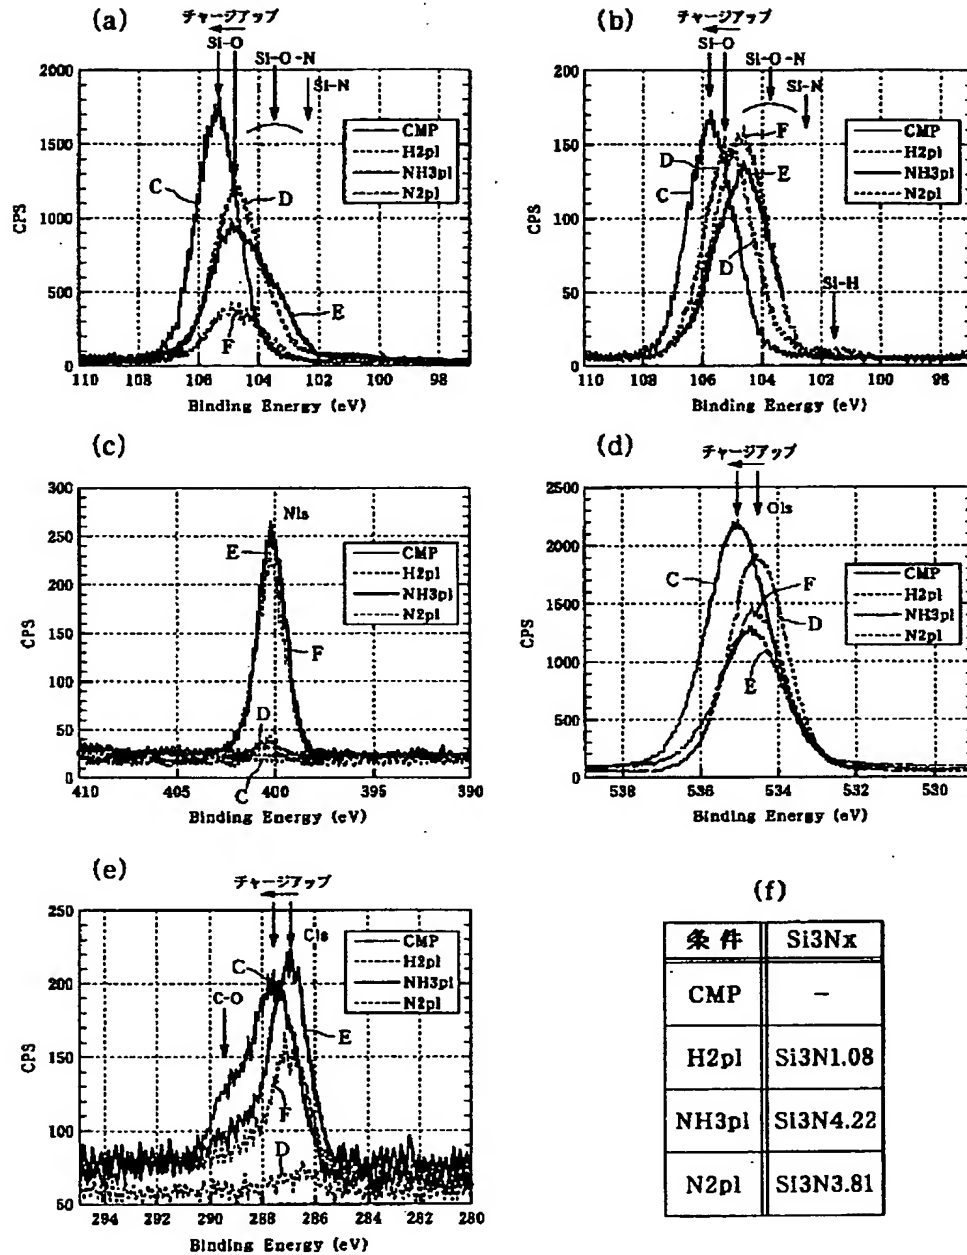 (a)
チャージアップ
Si-O
Si-O-N
Si-N
2000
1500
1000
500
0
CPS
C
D
E
F
CMP
H2pl
NH3pl
N2pl
110 108 106 104 102 100 98
Binding Energy (eV)
(b)
チャージアップ
Si-O
Si-O-N
Si-N
200
150
100
50
0
CPS
F
D
C
E
D
Si-H
CMP
H2pl
NH3pl
N2pl
110 108 106 104 102 100 98
Binding Energy (eV)
(c)
300
250
200
150
100
50
0
CPS
N1s
E
F
D
C
CMP
H2pl
NH3pl
N2pl
410 405 400 395 390
Binding Energy (eV)
(d)
チャージアップ
O1s
2500
2000
1500
1000
500
0
CPS
C
F
D
E
CMP
H2pl
NH3pl
N2pl
538 536 534 532 530
Binding Energy (eV)
(e)
チャージアップ
C1s
C-O
250
200
150
100
50
CPS
C
E
F
D
CMP
H2pl
NH3pl
N2pl
294 292 290 288 286 284 282 280
Binding Energy (eV)
(f)
条件 Si3Nx
CMP －
H2pl Si3N1.08
NH3pl Si3N4.22
N2pl Si3N3.81